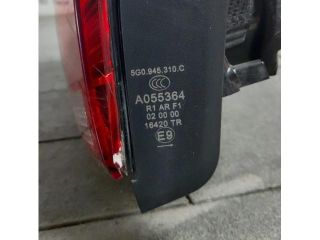 5G0.945.310.C
CCC
A055364
R1 AR F1
02 00 00
16420 TR
E9